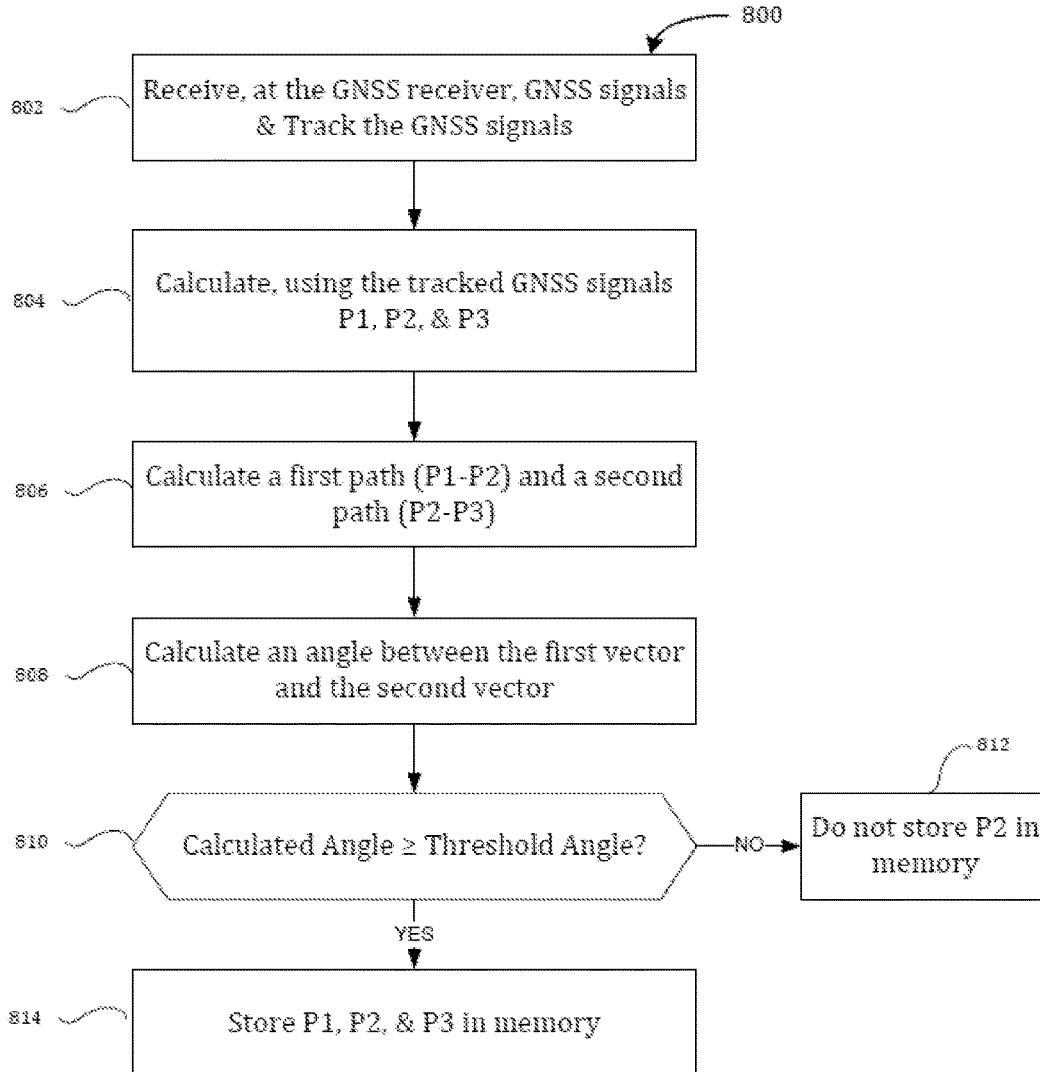 800
802
Receive, at the GNSS receiver, GNSS signals
& Track the GNSS signals
804
Calculate, using the tracked GNSS signals
P1, P2, & P3
806
Calculate a first path (P1-P2) and a second
path (P2-P3)
808
Calculate an angle between the first vector
and the second vector
810
Calculated Angle ≥ Threshold Angle?
NO
812
Do not store P2 in
memory
YES
814
Store P1, P2, & P3 in memory